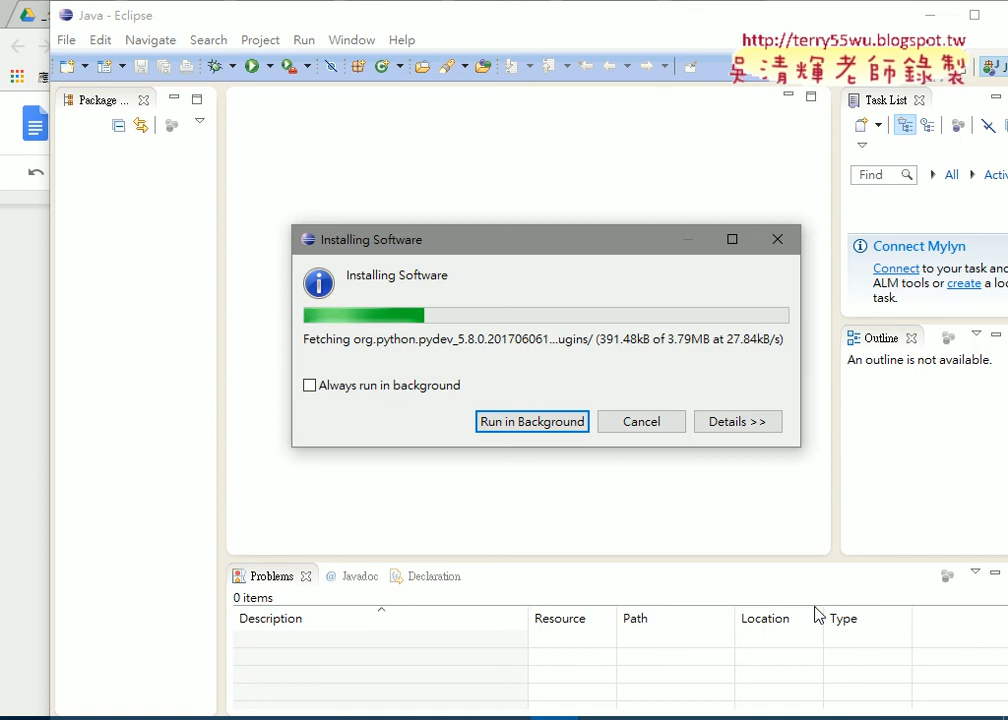 Java - Eclipse
File Edit Navigate Search Project Run Window Help
http://terry55wu.blogspot.tw
吳清輝老師錄製
Package ...
Task List
Find
All
Activ
Connect Mylyn
Connect to your task and
ALM tools or create a loc
task.
Installing Software
Installing Software
Fetching org.python.pydev_5.8.0.201706061...ugins/ (391.48kB of 3.79MB at 27.84kB/s)
Always run in background
Run in Background Cancel Details >>
Outline
An outline is not available.
Problems @ Javadoc Declaration
0 items
Description Resource Path Location Type